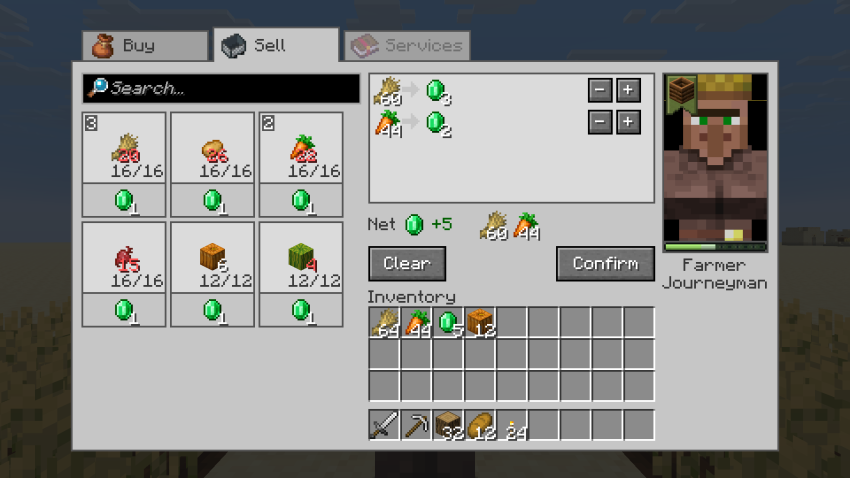 Buy
Sell
Services
Search...
3
20
16/16
1
26
16/16
1
2
22
16/16
1
15
16/16
1
6
12/12
1
4
12/12
1
60
3
− +
44
2
− +
Net +5 60 44
Clear
Confirm
Farmer
Journeyman
Inventory
64 44 5 12
32 12 24